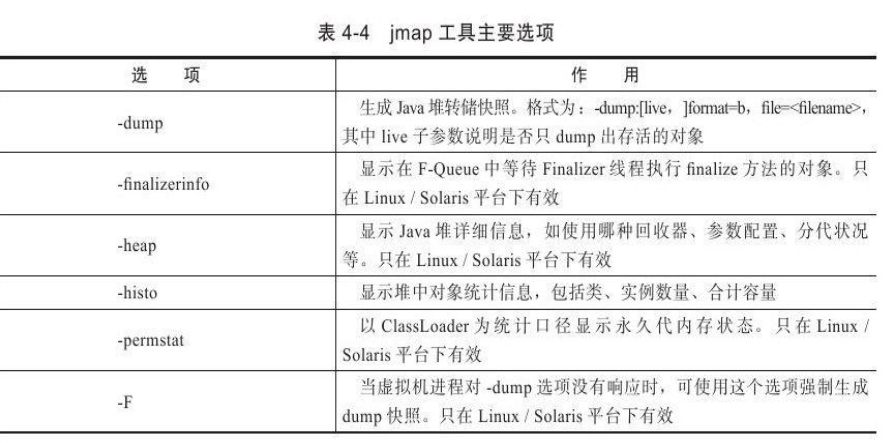 表 4-4 jmap 工具主要选项
选 项 作 用
-dump
生成 Java 堆转储快照。格式为：-dump:[live，]format=b，file=<filename>，
其中 live 子参数说明是否只 dump 出存活的对象
-finalizerinfo
显示在 F-Queue 中等待 Finalizer 线程执行 finalize 方法的对象。只
在 Linux / Solaris 平台下有效
-heap
显示 Java 堆详细信息，如使用哪种回收器、参数配置、分代状况
等。只在 Linux / Solaris 平台下有效
-histo
显示堆中对象统计信息，包括类、实例数量、合计容量
-permstat
以 ClassLoader 为统计口径显示永久代内存状态。只在 Linux /
Solaris 平台下有效
-F
当虚拟机进程对 -dump 选项没有响应时，可使用这个选项强制生成
dump 快照。只在 Linux / Solaris 平台下有效